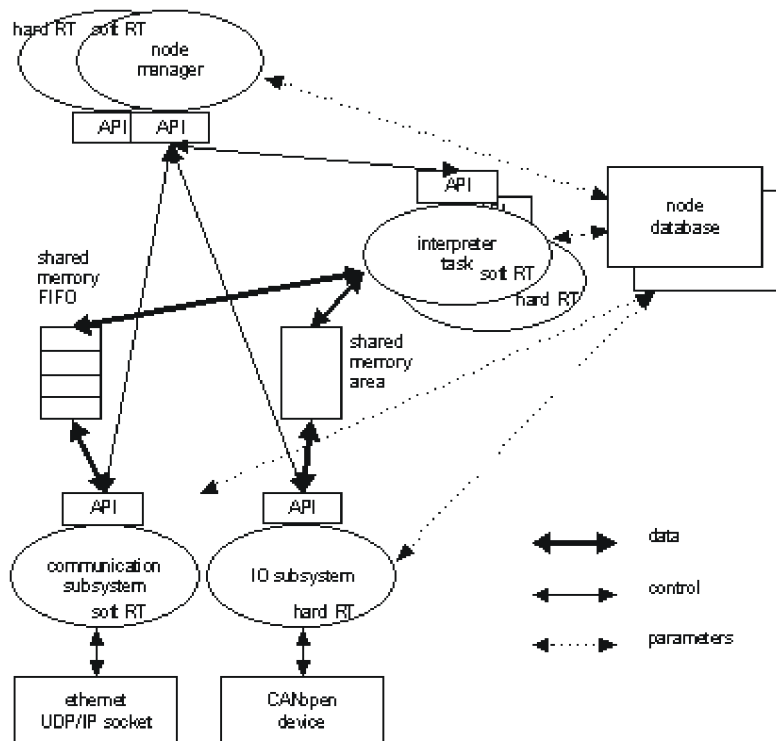 hard RT soft RT
node
manager
API API
API
node
database
interpreter
task
soft RT
hard RT
shared
memory
FIFO
shared
memory
area
API
API
communication
subsystem
soft RT
IO subsystem
hard RT
data
control
parameters
ethernet
UDP/IP socket
CANopen
device